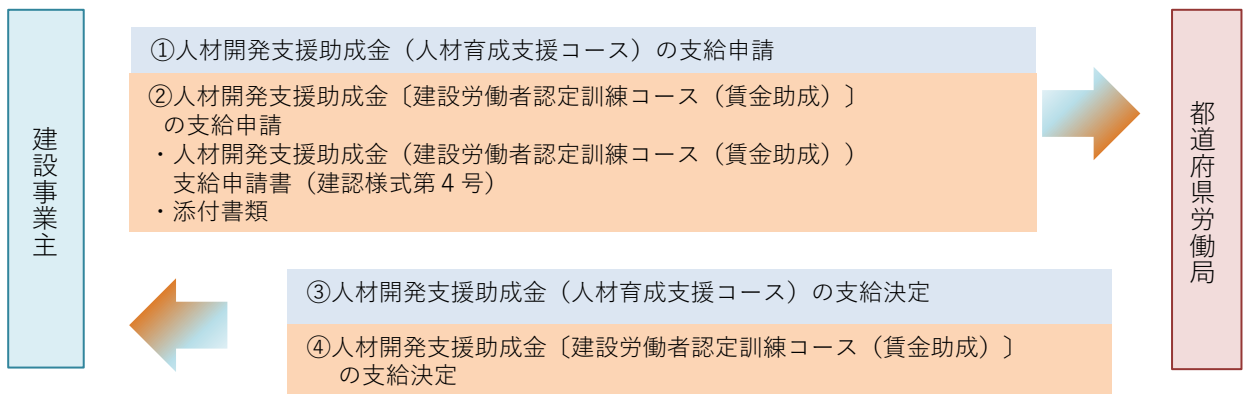 建設事業主
①人材開発支援助成金（人材育成支援コース）の支給申請
②人材開発支援助成金〔建設労働者認定訓練コース（賃金助成）〕
の支給申請
・人材開発支援助成金（建設労働者認定訓練コース（賃金助成））
支給申請書（建認様式第４号）
・添付書類
都道府県労働局
③人材開発支援助成金（人材育成支援コース）の支給決定
④人材開発支援助成金〔建設労働者認定訓練コース（賃金助成）〕
の支給決定